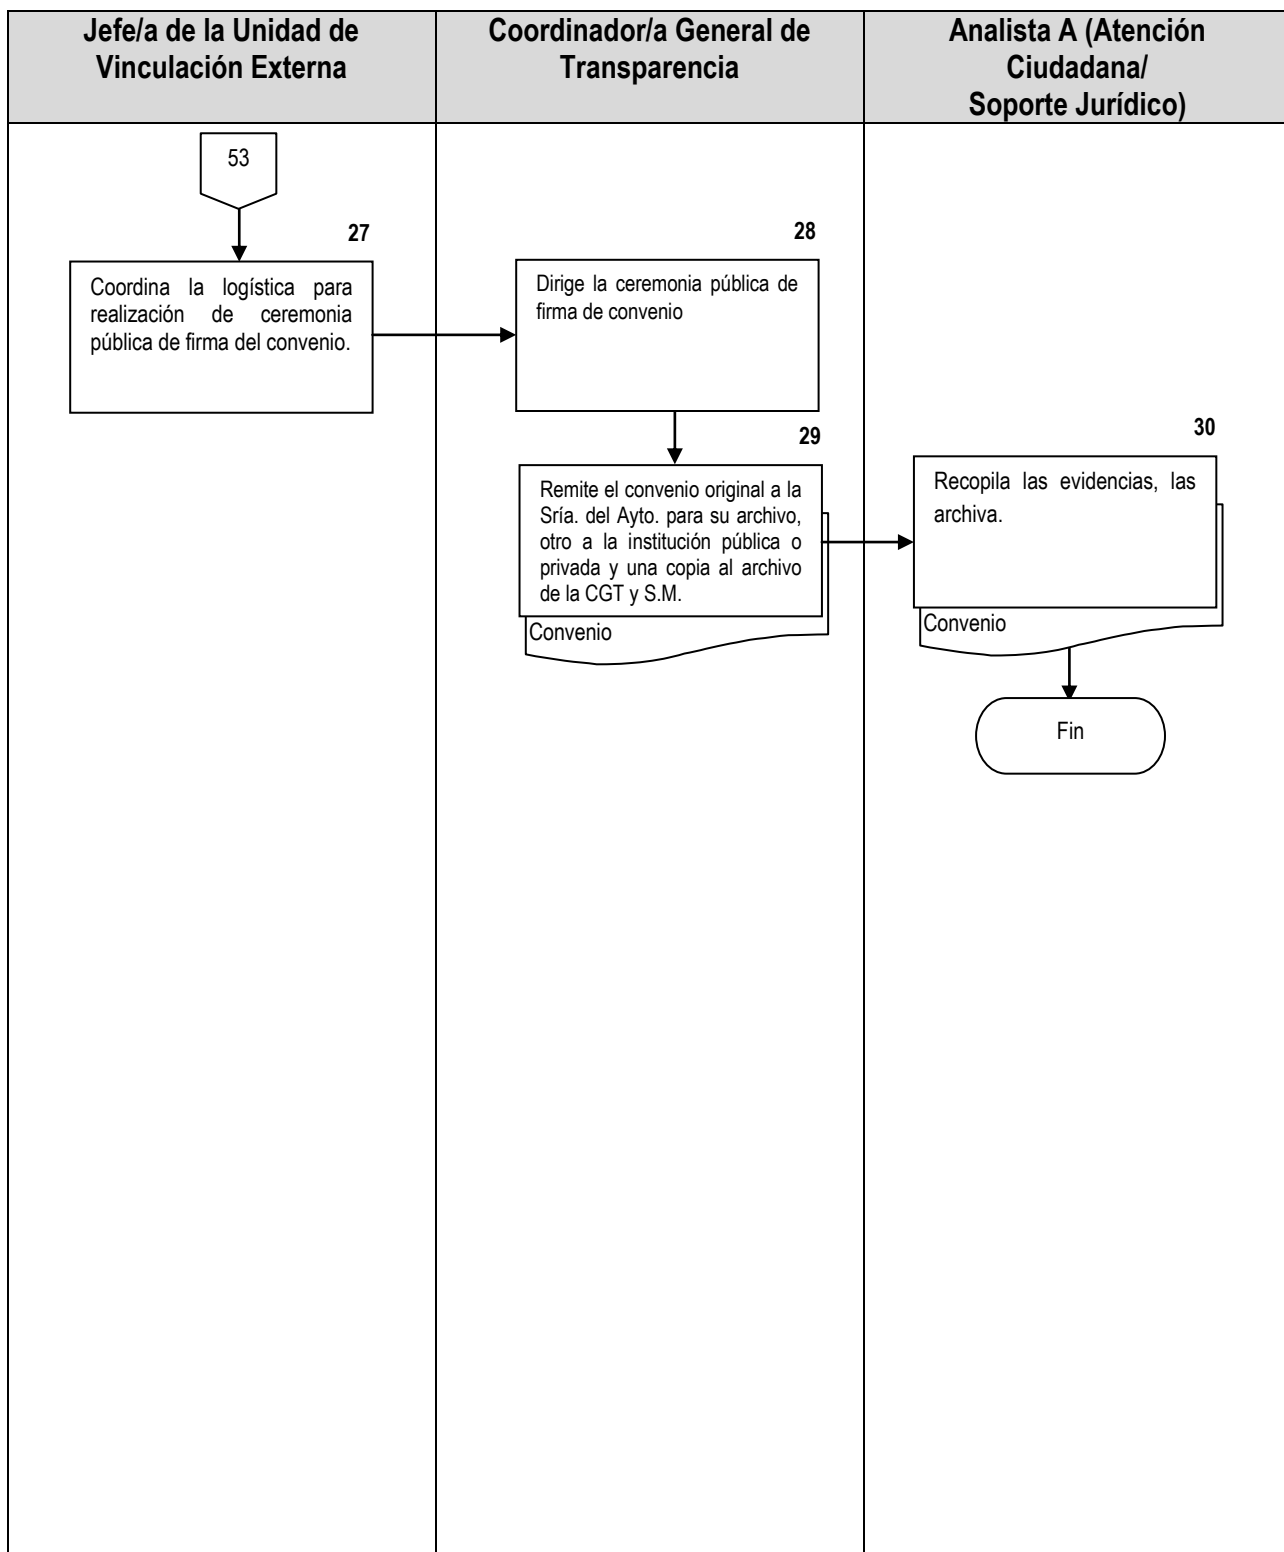 Jefe/a de la Unidad de
Vinculación Externa
Coordinador/a General de
Transparencia
Analista A (Atención
Ciudadana/
Soporte Jurídico)
53
27
Coordina la logística para
realización de ceremonia
pública de firma del convenio.
28
Dirige la ceremonia pública de
firma de convenio
29
Remite el convenio original a la
Sría. del Ayto. para su archivo,
otro a la institución pública o
privada y una copia al archivo
de la CGT y S.M.
Convenio
30
Recopila las evidencias, las
archiva.
Convenio
Fin